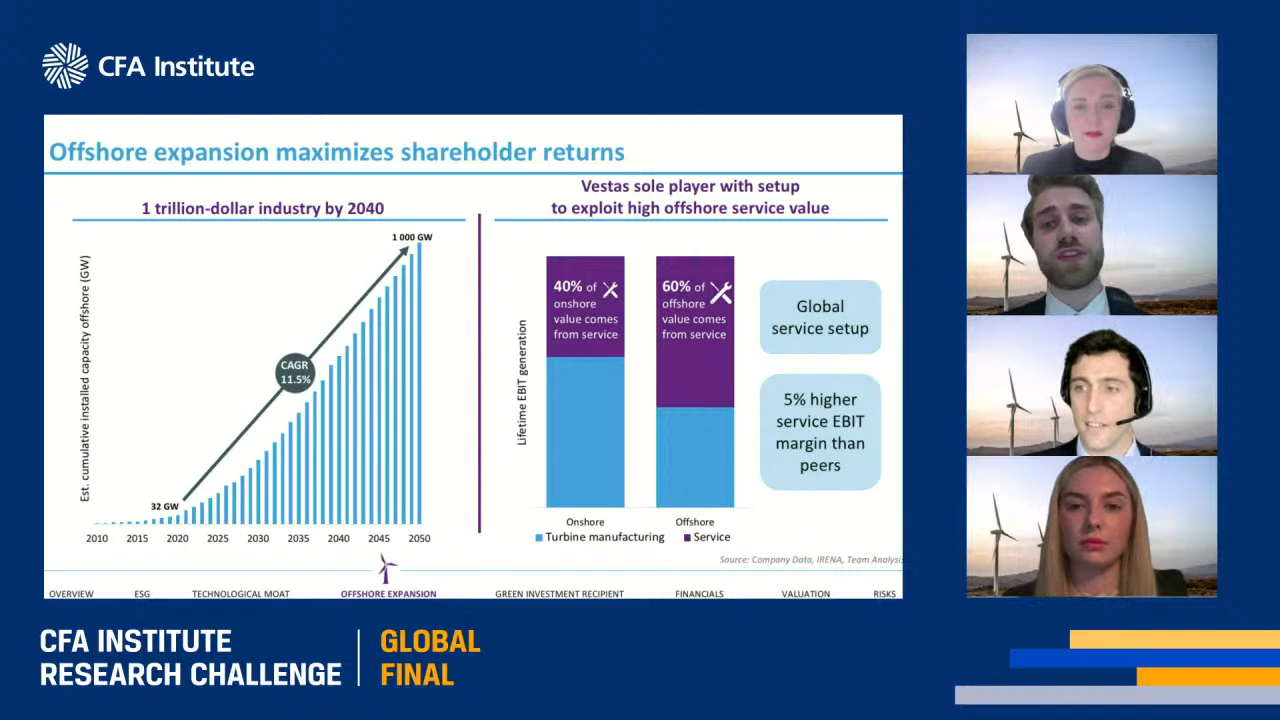 CFA Institute
Offshore expansion maximizes shareholder returns
1 trillion-dollar industry by 2040
Est. cumulative installed capacity offshore (GW)
1 000 GW
CAGR
11.5%
32 GW
2010 2015 2020 2025 2030 2035 2040 2045 2050
Vestas sole player with setup
to exploit high offshore service value
Lifetime EBIT generation
40% of
onshore
value comes
from service
60% of
offshore
value comes
from service
Onshore Offshore
Turbine manufacturing Service
Global
service setup
5% higher
service EBIT
margin than
peers
Source: Company Data, IRENA, Team Analysis
OVERVIEW ESG TECHNOLOGICAL MOAT OFFSHORE EXPANSION GREEN INVESTMENT RECIPIENT FINANCIALS VALUATION RISKS
CFA INSTITUTE
RESEARCH CHALLENGE
GLOBAL
FINAL